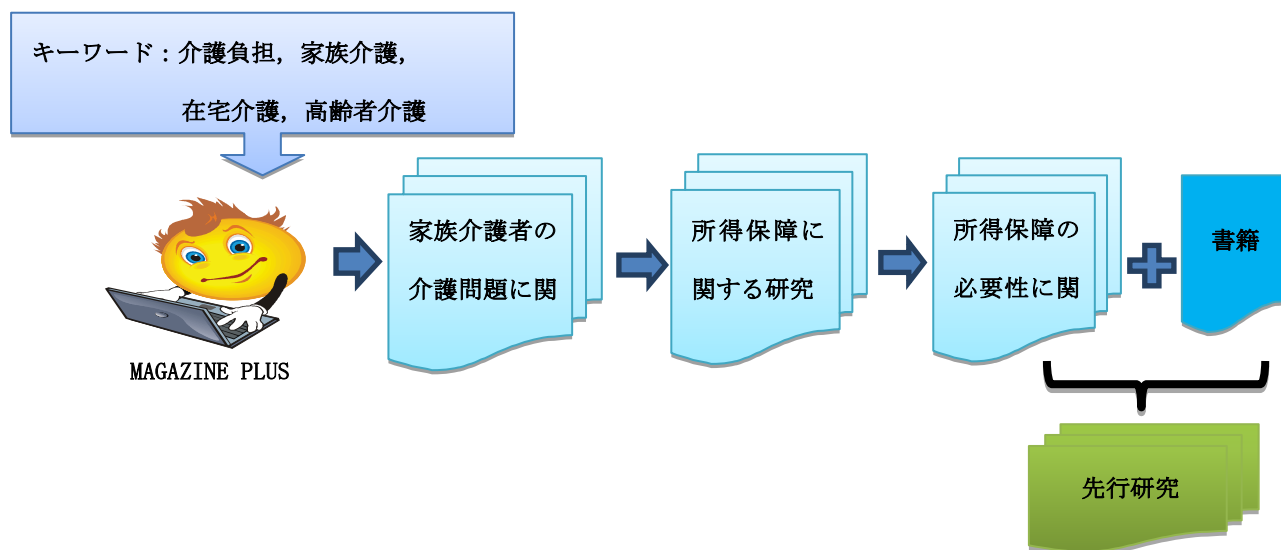 キーワード：介護負担，家族介護，
在宅介護，高齢者介護
MAGAZINE PLUS
家族介護者の
介護問題に関
所得保障に
関する研究
所得保障の
必要性に関
書籍
先行研究